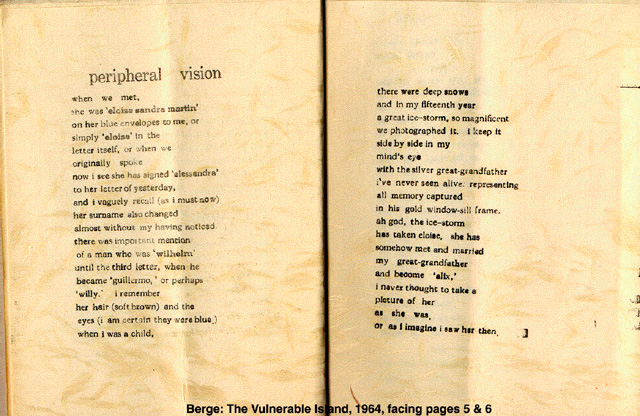 peripheral vision
when we met,
she was 'eloise sandra martin'
on her blue envelopes to me, or
simply 'eloise' in the
letter itself, or when we
originally spoke
now i see she has signed 'alessandra'
to her letter of yesterday,
and i vaguely recall (as i must now)
her surname also changed
almost without my having noticed
there was important mention
of a man who was 'wilhelm'
until the third letter, when he
became 'guillermo,' or perhaps
'willy.' i remember
her hair (soft brown) and the
eyes (i am certain they were blue.)
when i was a child,
there were deep snows
and in my fifteenth year
a great ice-storm, so magnificent
we photographed it. i keep it
side by side in my
mind's eye
with the silver great-grandfather
i've never seen alive: representing
all memory captured
in his gold window-sill frame.
ah god, the ice-storm
has taken eloise, she has
somehow met and married
my great-grandfather
and become 'alix,'
i never thought to take a
picture of her
as she was,
or as i imagine i saw her then.
Berge: The Vulnerable Island, 1964, facing pages 5 & 6